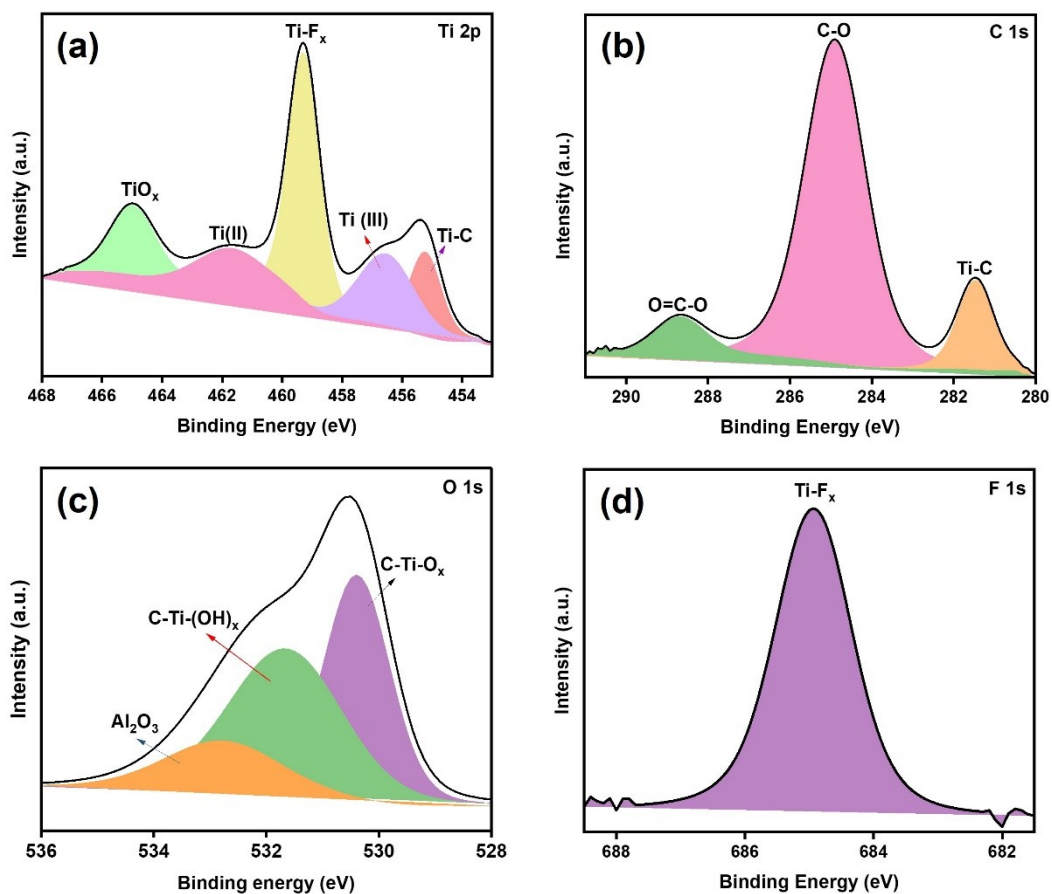 (a)
Ti 2p
Ti-Fₓ
TiOₓ
Ti(II)
Ti (III)
Ti-C
Intensity (a.u.)
468 466 464 462 460 458 456 454
Binding Energy (eV)
(b)
C 1s
C-O
O=C-O
Ti-C
Intensity (a.u.)
290 288 286 284 282 280
Binding Energy (eV)
(c)
O 1s
C-Ti-Oₓ
C-Ti-(OH)ₓ
Al₂O₃
Intensity (a.u.)
536 534 532 530 528
Binding energy (eV)
(d)
F 1s
Ti-Fₓ
Intensity (a.u.)
688 686 684 682
Binding Energy (eV)